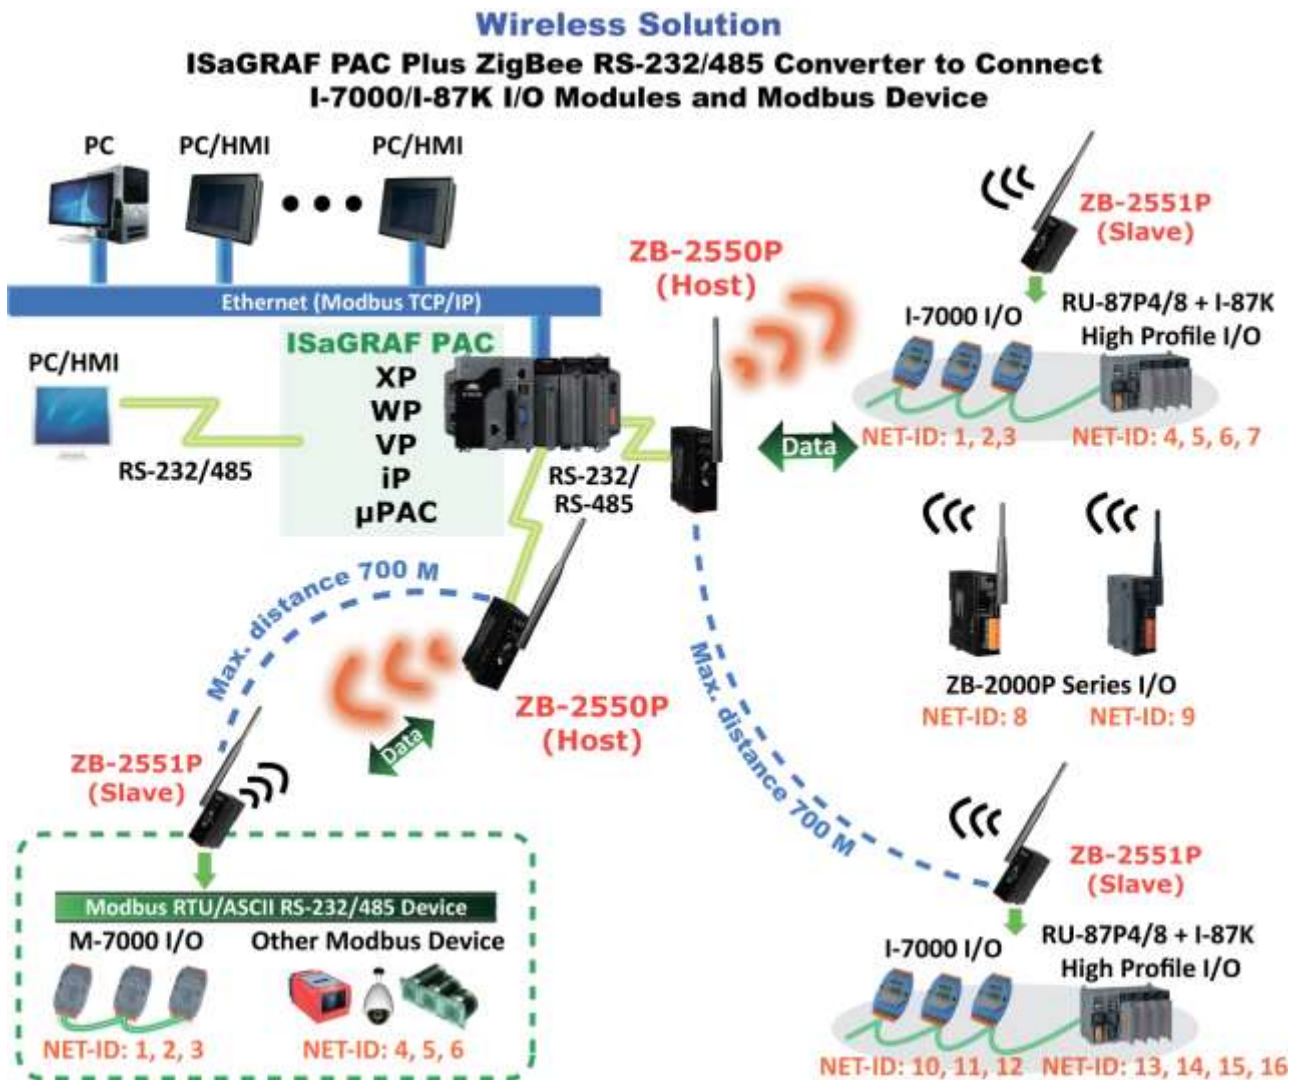 Wireless Solution
ISaGRAF PAC Plus ZigBee RS-232/485 Converter to Connect
I-7000/I-87K I/O Modules and Modbus Device
PC
PC/HMI
PC/HMI
Ethernet (Modbus TCP/IP)
PC/HMI
RS-232/485
ISaGRAF PAC
XP
WP
VP
iP
µPAC
RS-232/
RS-485
ZB-2550P
(Host)
Data
ZB-2551P
(Slave)
I-7000 I/O
RU-87P4/8 + I-87K
High Profile I/O
NET-ID: 1, 2,3
NET-ID: 4, 5, 6, 7
ZB-2000P Series I/O
NET-ID: 8
NET-ID: 9
Max. distance 700 M
Max. distance 700 M
ZB-2550P
(Host)
Data
ZB-2551P
(Slave)
Modbus RTU/ASCII RS-232/485 Device
M-7000 I/O
Other Modbus Device
NET-ID: 1, 2, 3
NET-ID: 4, 5, 6
ZB-2551P
(Slave)
I-7000 I/O
RU-87P4/8 + I-87K
High Profile I/O
NET-ID: 10, 11, 12
NET-ID: 13, 14, 15, 16